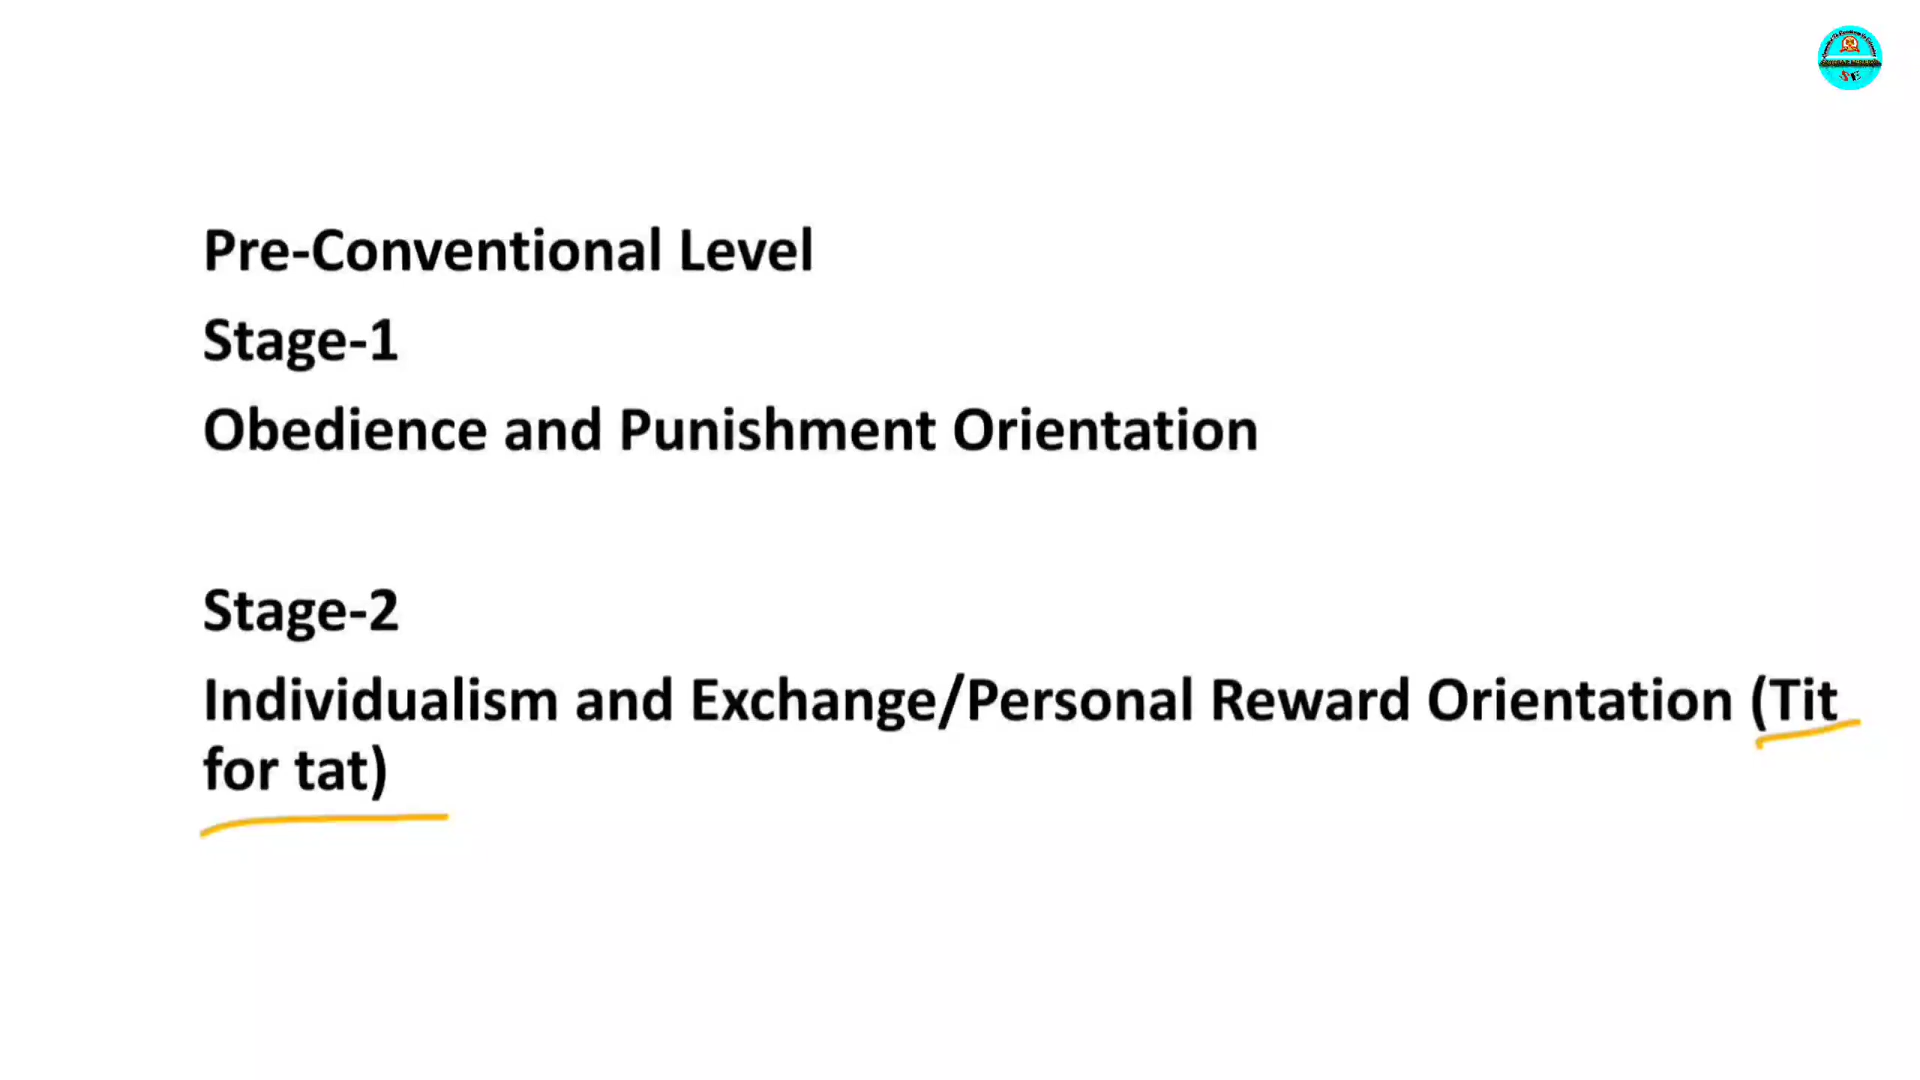 Pre-Conventional Level
Stage-1
Obedience and Punishment Orientation
Stage-2
Individualism and Exchange/Personal Reward Orientation (Tit
for tat)
SE